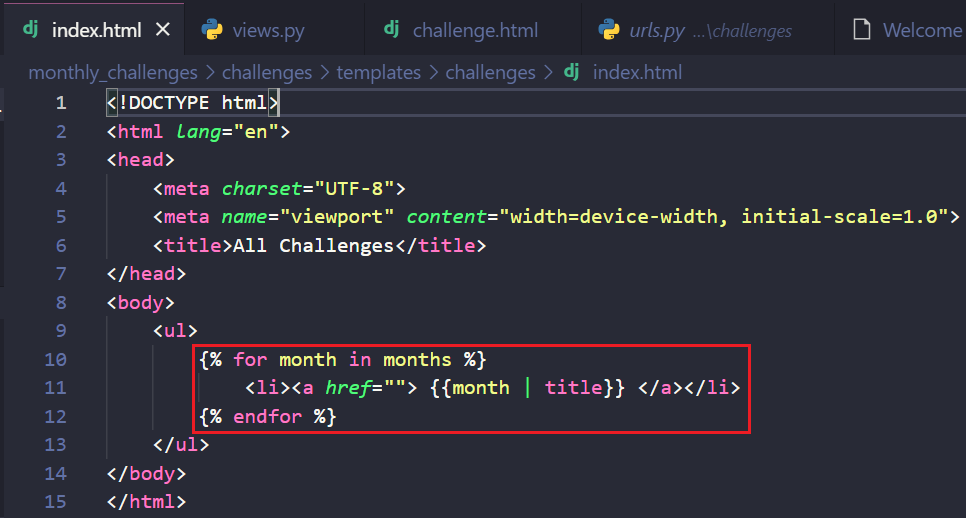 dj index.html × views.py dj challenge.html urls.py ...\challenges Welcome
monthly_challenges > challenges > templates > challenges > dj index.html
1 <!DOCTYPE html>
2 <html lang="en">
3 <head>
4 <meta charset="UTF-8">
5 <meta name="viewport" content="width=device-width, initial-scale=1.0">
6 <title>All Challenges</title>
7 </head>
8 <body>
9 <ul>
10 {% for month in months %}
11 <li><a href=""> {{month | title}} </a></li>
12 {% endfor %}
13 </ul>
14 </body>
15 </html>